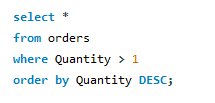 select *
from orders
where Quantity > 1
order by Quantity DESC;